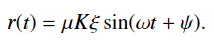 r(t) = μKξ sin(ωt + ψ).